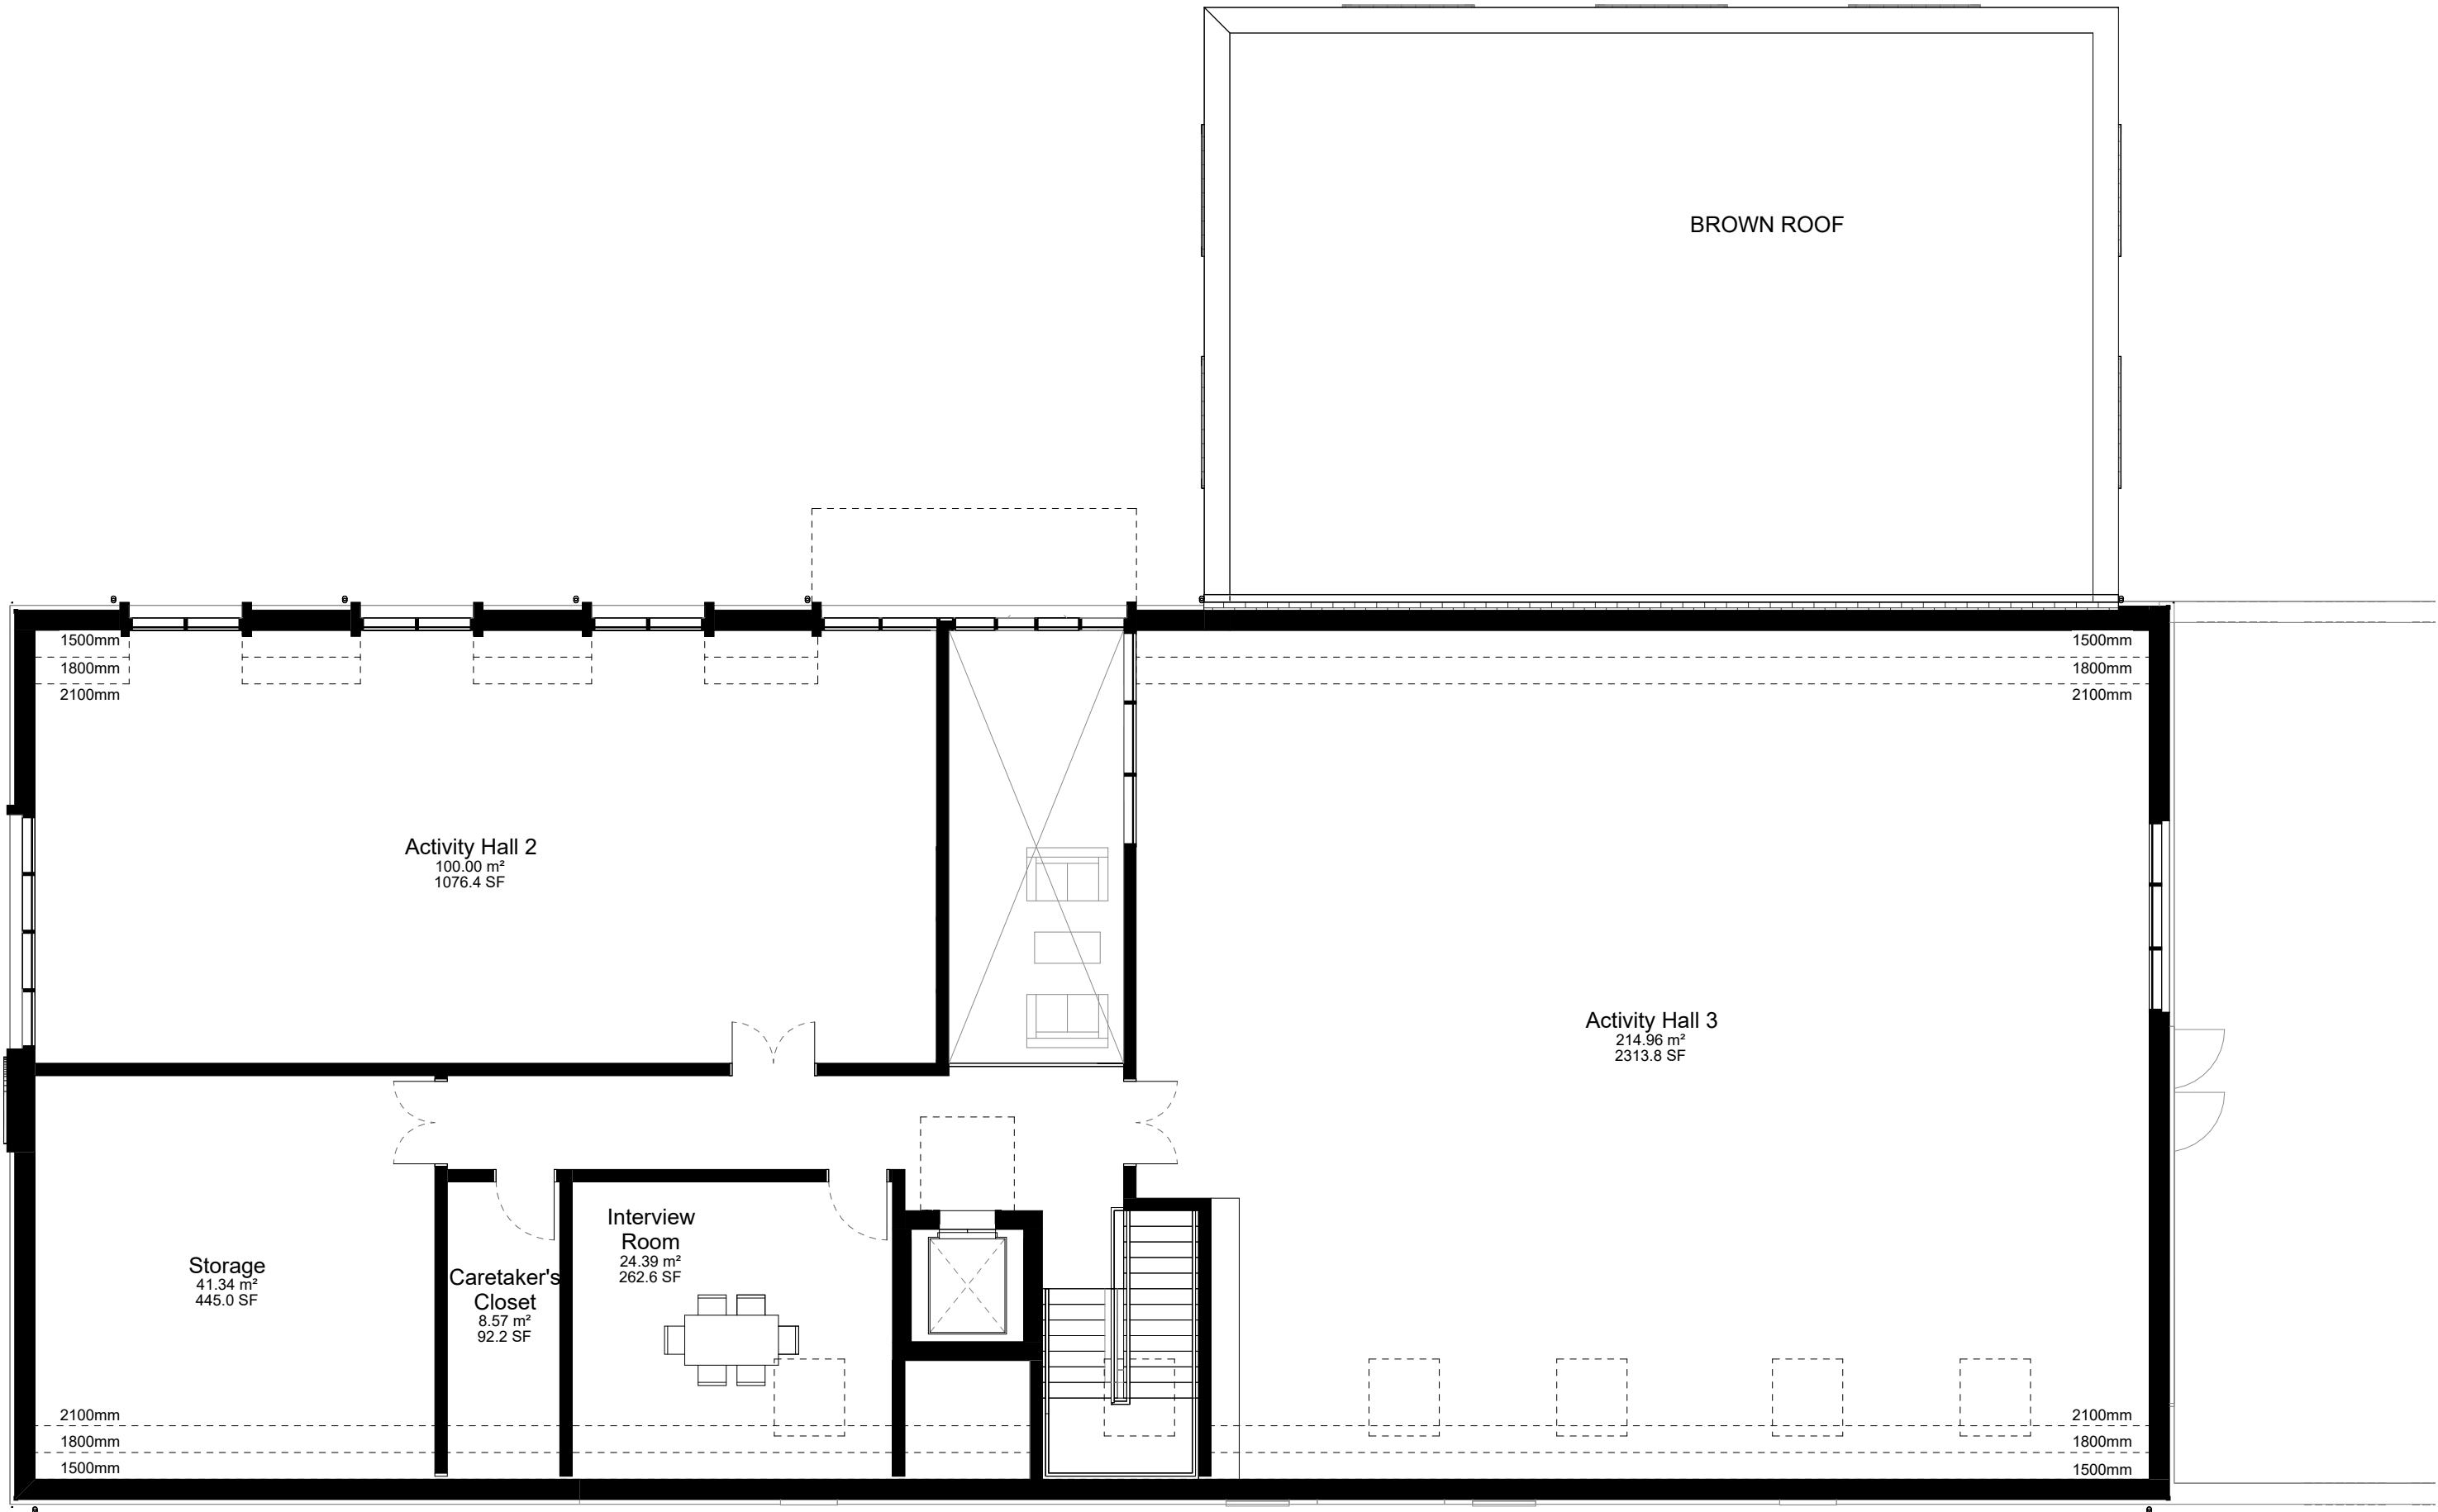 BROWN ROOF
1500mm
1800mm
2100mm
1500mm
1800mm
2100mm
Activity Hall 2
100.00 m²
1076.4 SF
Activity Hall 3
214.96 m²
2313.8 SF
Storage
41.34 m²
445.0 SF
Caretaker's
Closet
8.57 m²
92.2 SF
Interview
Room
24.39 m²
262.6 SF
2100mm
1800mm
1500mm
2100mm
1800mm
1500mm